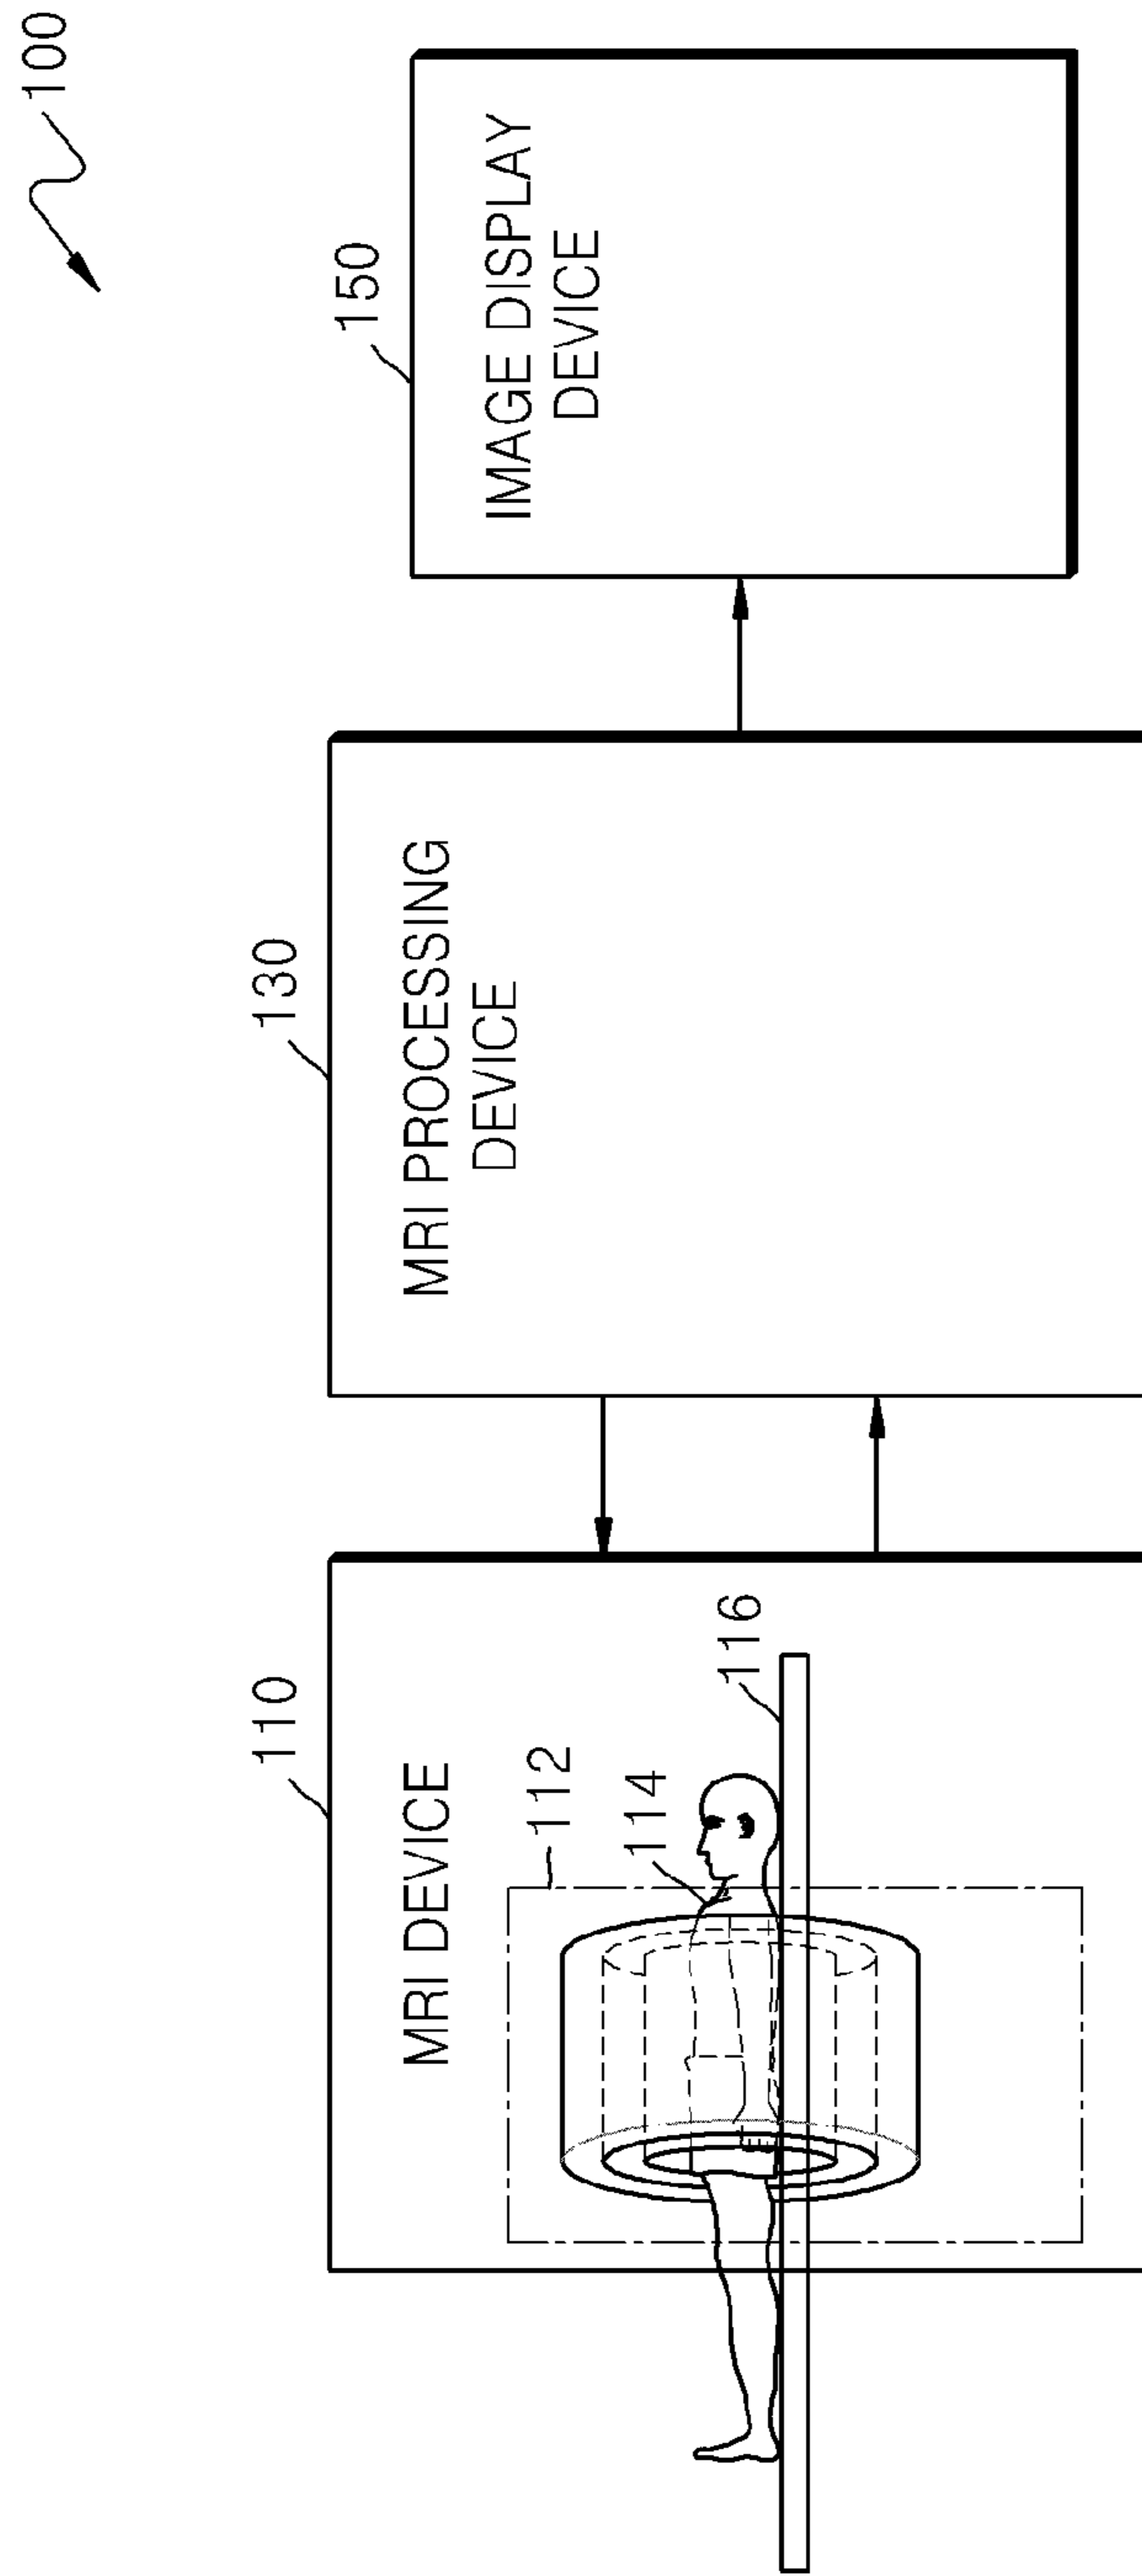 100
110
MRI DEVICE
112
114
116
130
MRI PROCESSING
DEVICE
150
IMAGE DISPLAY
DEVICE